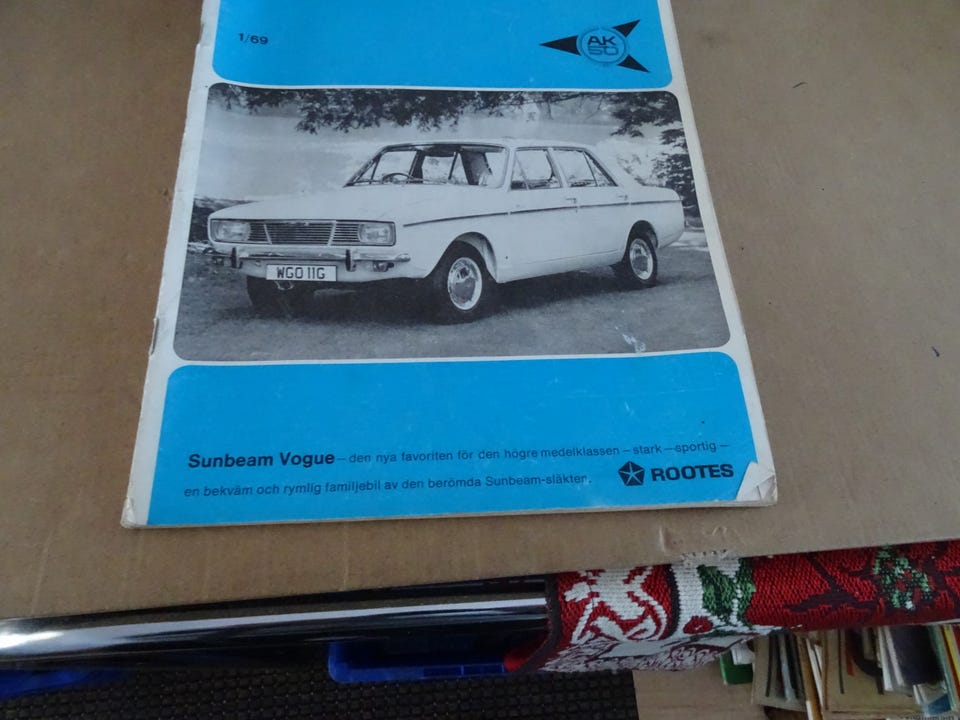 1/69
AK
50
WGO 11G
Sunbeam Vogue – den nya favoriten för den högre medelklassen – stark – sportig –
en bekväm och rymlig familjebil av den berömda Sunbeam-släkten.
ROOTES